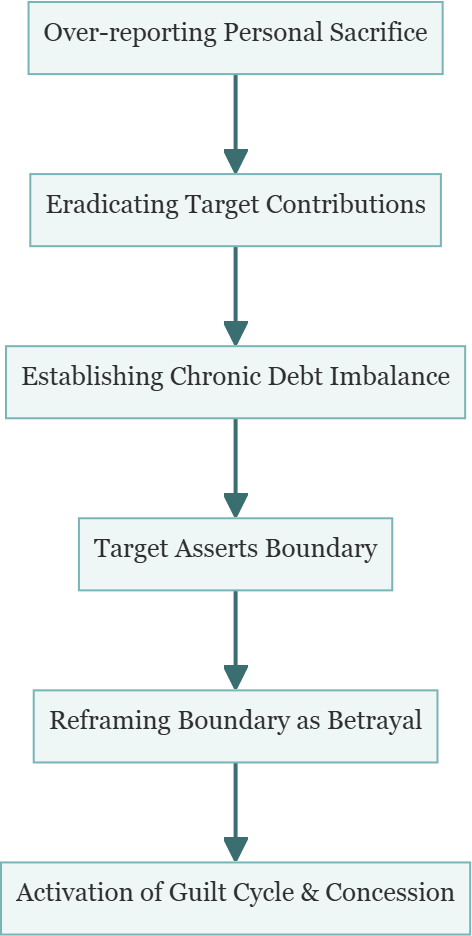 Over-reporting Personal Sacrifice
Eradicating Target Contributions
Establishing Chronic Debt Imbalance
Target Asserts Boundary
Reframing Boundary as Betrayal
Activation of Guilt Cycle & Concession